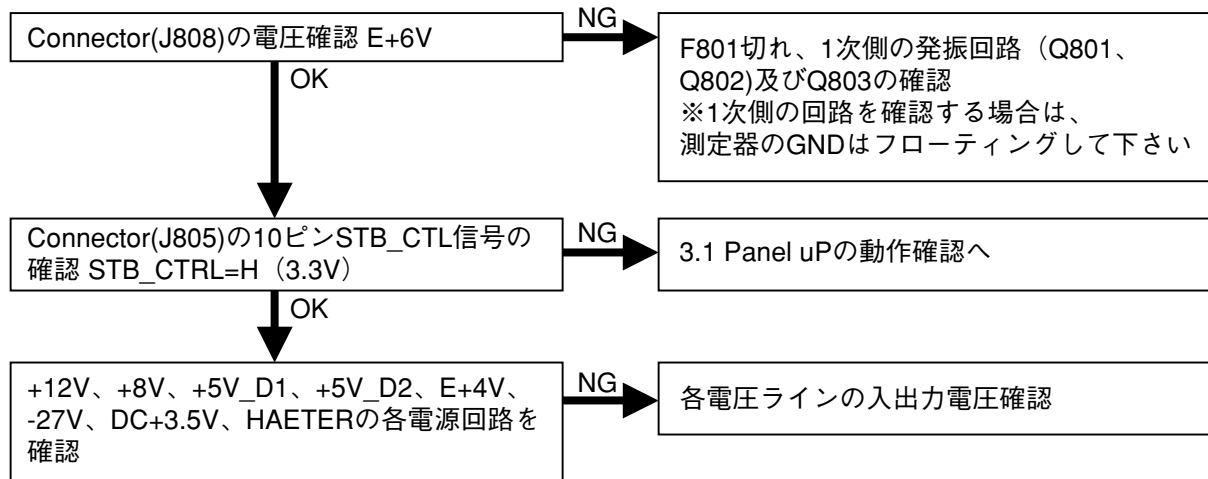 Connector(J808)の電圧確認 E+6V
NG
F801切れ、1次側の発振回路（Q801、
Q802)及びQ803の確認
※1次側の回路を確認する場合は、
測定器のGNDはフローティングして下さい
OK
Connector(J805)の10ピンSTB_CTL信号の
確認 STB_CTRL=H（3.3V）
NG
3.1 Panel uPの動作確認へ
OK
+12V、+8V、+5V_D1、+5V_D2、E+4V、
-27V、DC+3.5V、HAETERの各電源回路を
確認
NG
各電圧ラインの入出力電圧確認